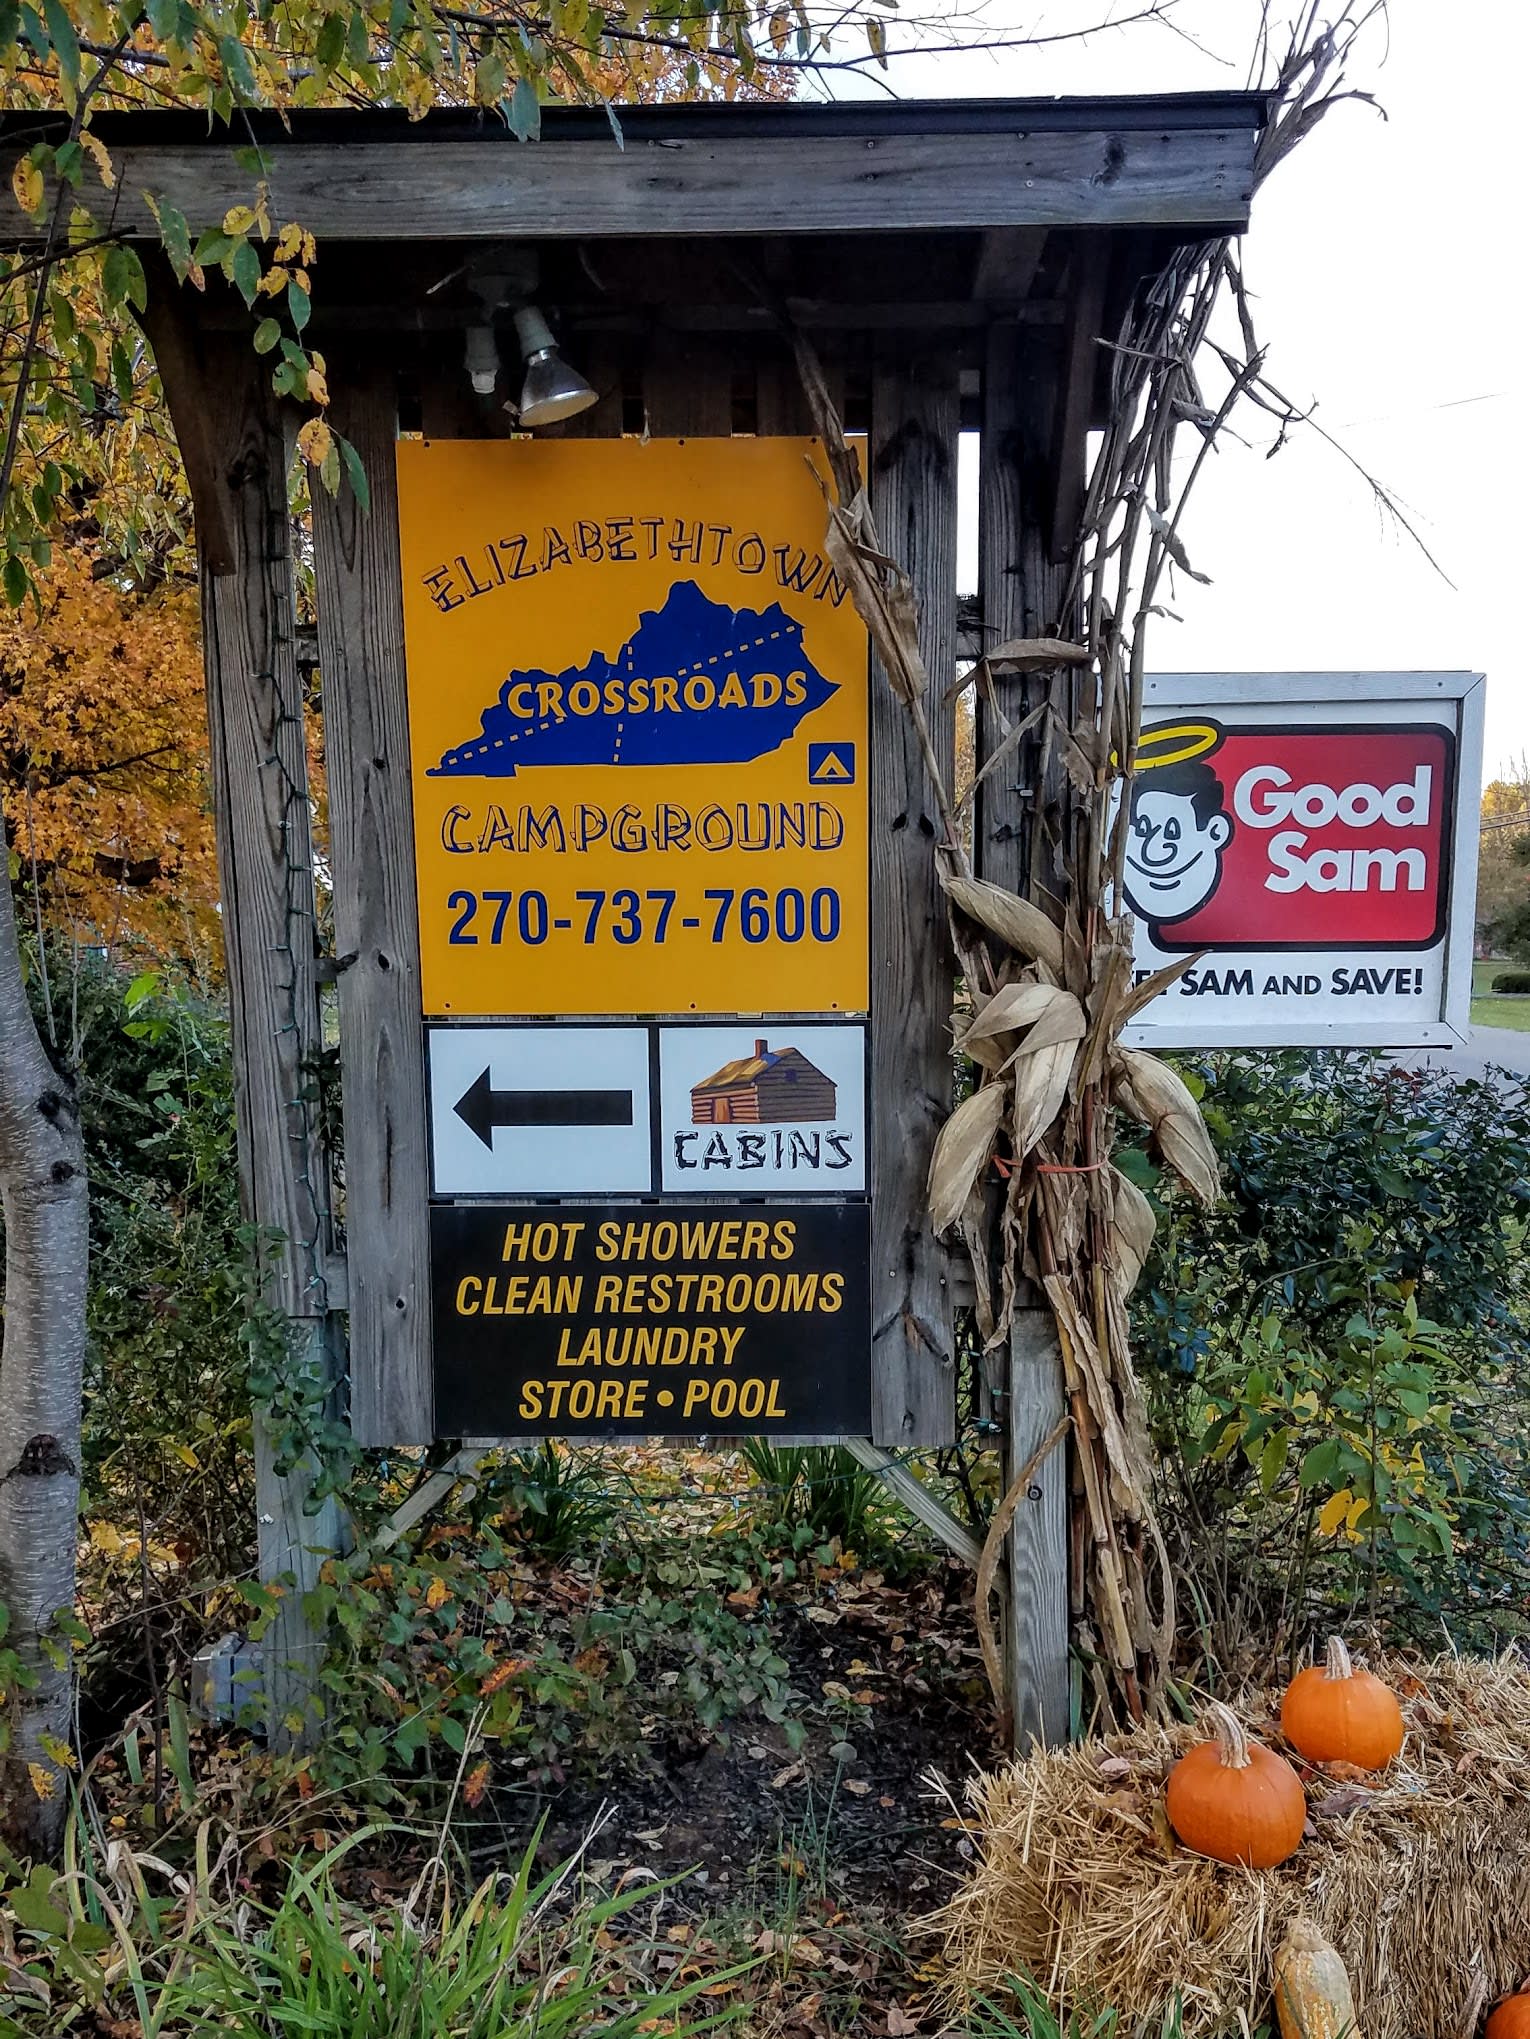 ELIZABETHTOWN
CROSSROADS
CAMPGROUND
270-737-7600
CABINS
HOT SHOWERS
CLEAN RESTROOMS
LAUNDRY
STORE • POOL
Good
Sam
SAM AND SAVE!